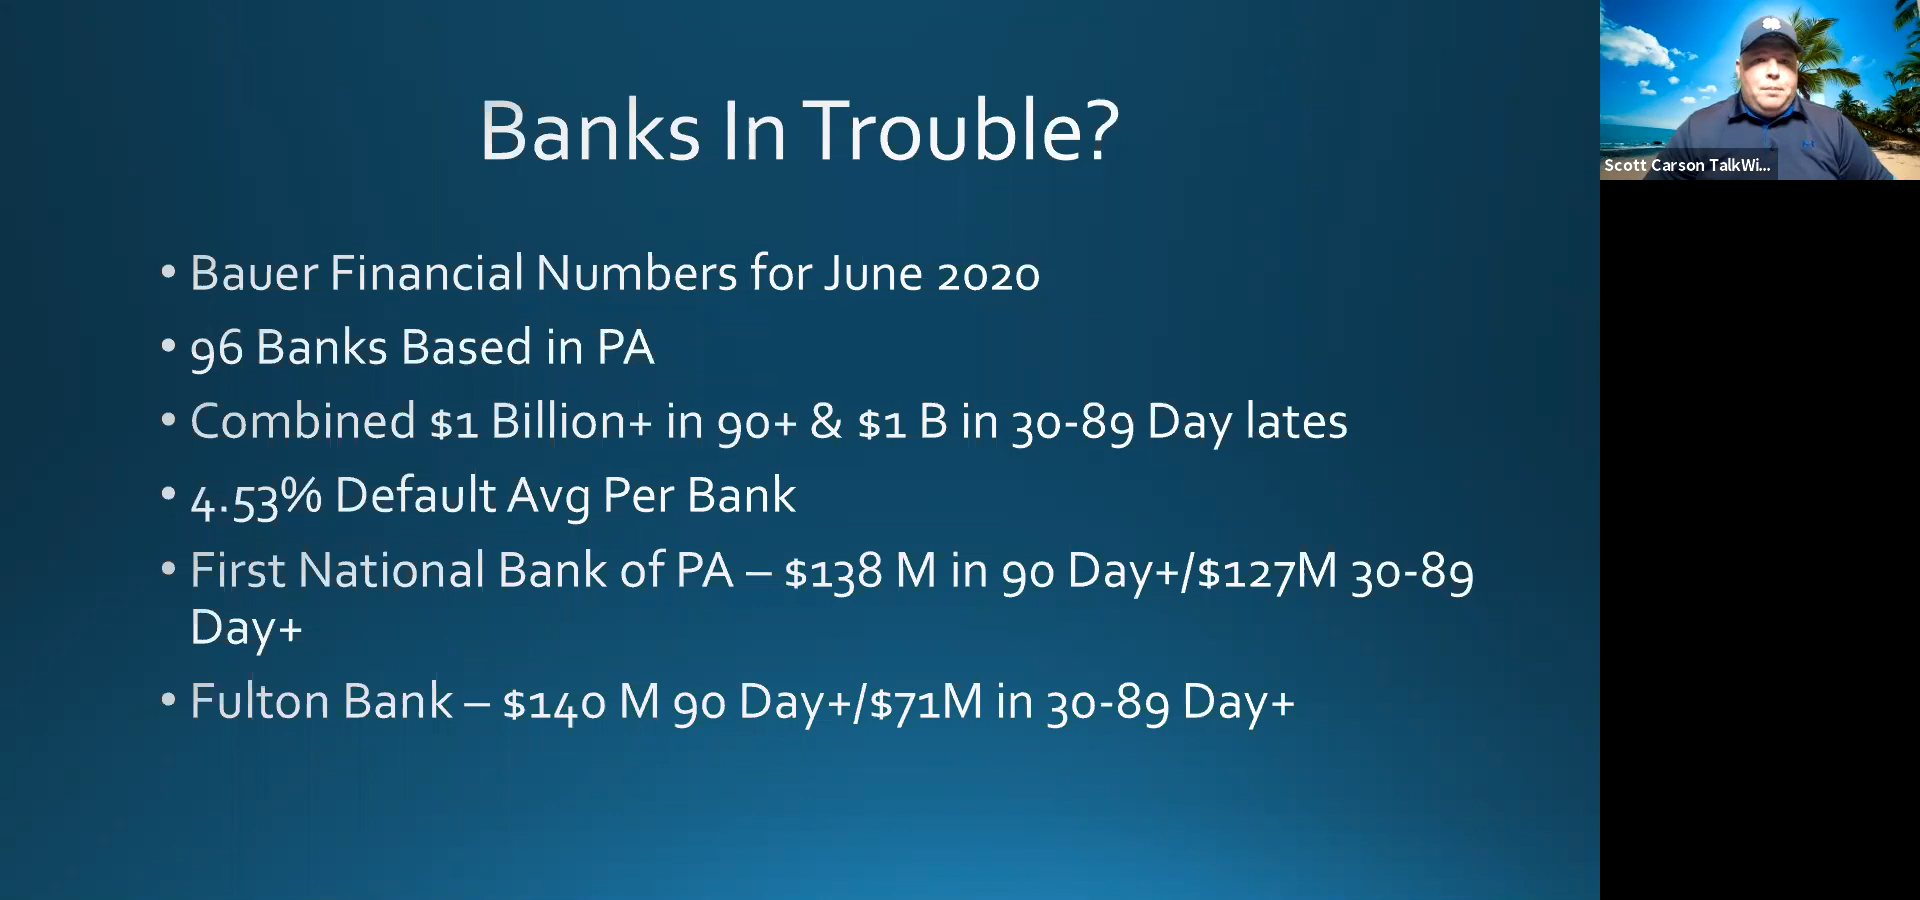 Banks In Trouble?
• Bauer Financial Numbers for June 2020
• 96 Banks Based in PA
• Combined $1 Billion+ in 90+ & $1 B in 30-89 Day lates
• 4.53% Default Avg Per Bank
• First National Bank of PA – $138 M in 90 Day+/$127M 30-89
Day+
• Fulton Bank – $140 M 90 Day+/$71M in 30-89 Day+
Scott Carson TalkWi...